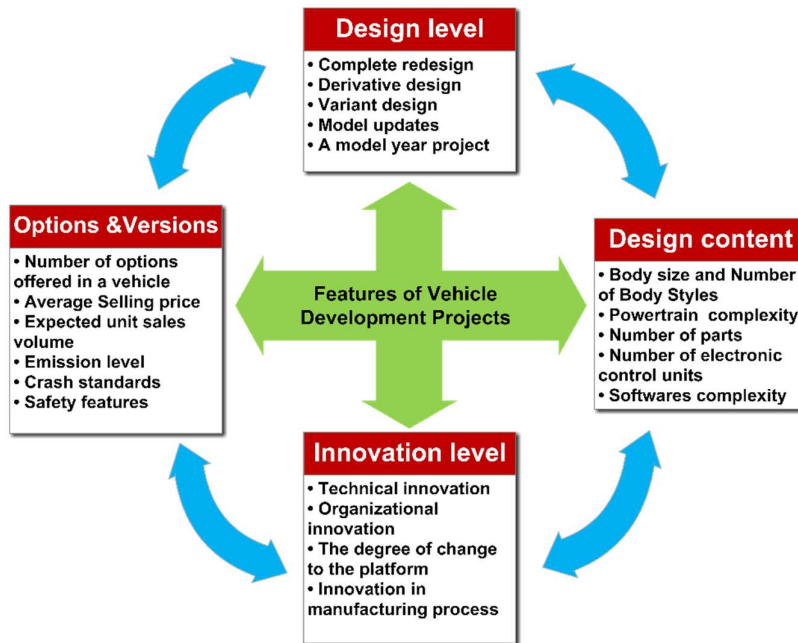 Design level
• Complete redesign
• Derivative design
• Variant design
• Model updates
• A model year project
Options &Versions
• Number of options
offered in a vehicle
• Average Selling price
• Expected unit sales
volume
• Emission level
• Crash standards
• Safety features
Features of Vehicle
Development Projects
Design content
• Body size and Number
of Body Styles
• Powertrain complexity
• Number of parts
• Number of electronic
control units
• Softwares complexity
Innovation level
• Technical innovation
• Organizational
innovation
• The degree of change
to the platform
• Innovation in
manufacturing process